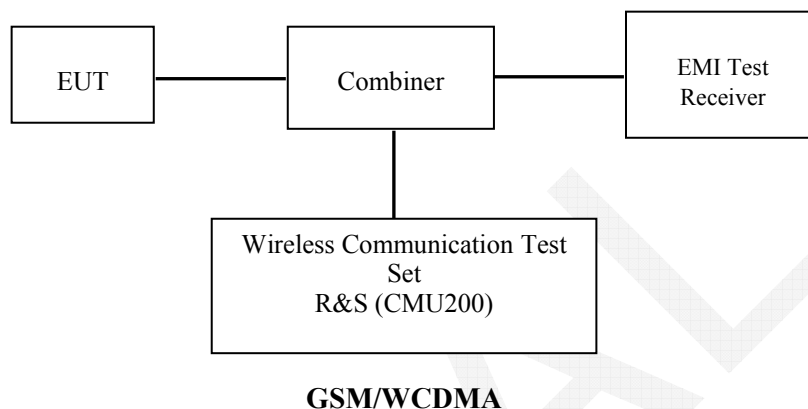 EUT
Combiner
EMI Test
Receiver
Wireless Communication Test
Set
R&S (CMU200)
GSM/WCDMA